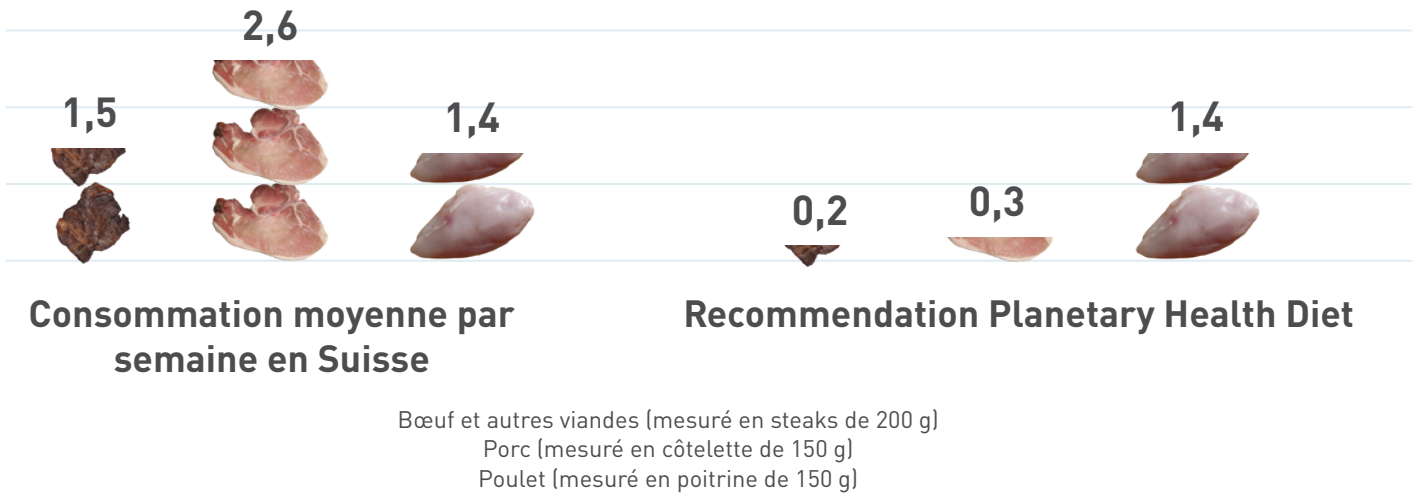 2,6
1,5
1,4
1,4
0,2
0,3
Consommation moyenne par
semaine en Suisse
Recommendation Planetary Health Diet
Bœuf et autres viandes (mesuré en steaks de 200 g)
Porc (mesuré en côtelette de 150 g)
Poulet (mesuré en poitrine de 150 g)